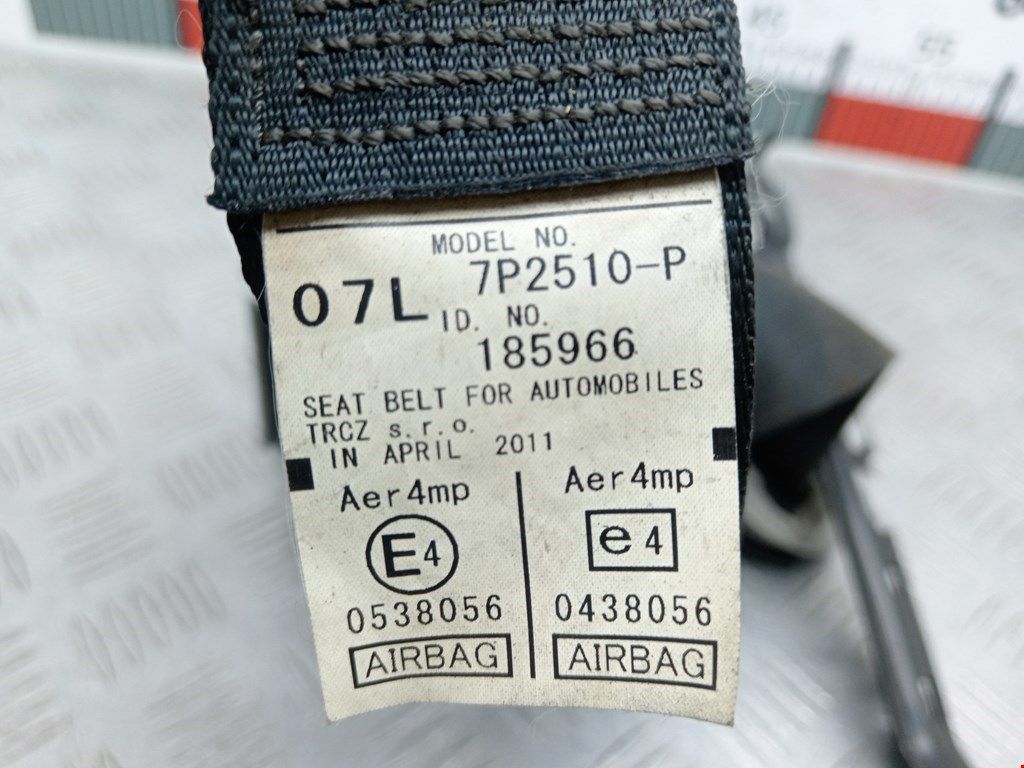 MODEL NO.
07L 7P2510-P
ID. NO.
185966
SEAT BELT FOR AUTOMOBILES
TRCZ s.r.o.
IN APRIL 2011
Aer4mp Aer4mp
E4 e4
0538056 0438056
AIRBAG AIRBAG